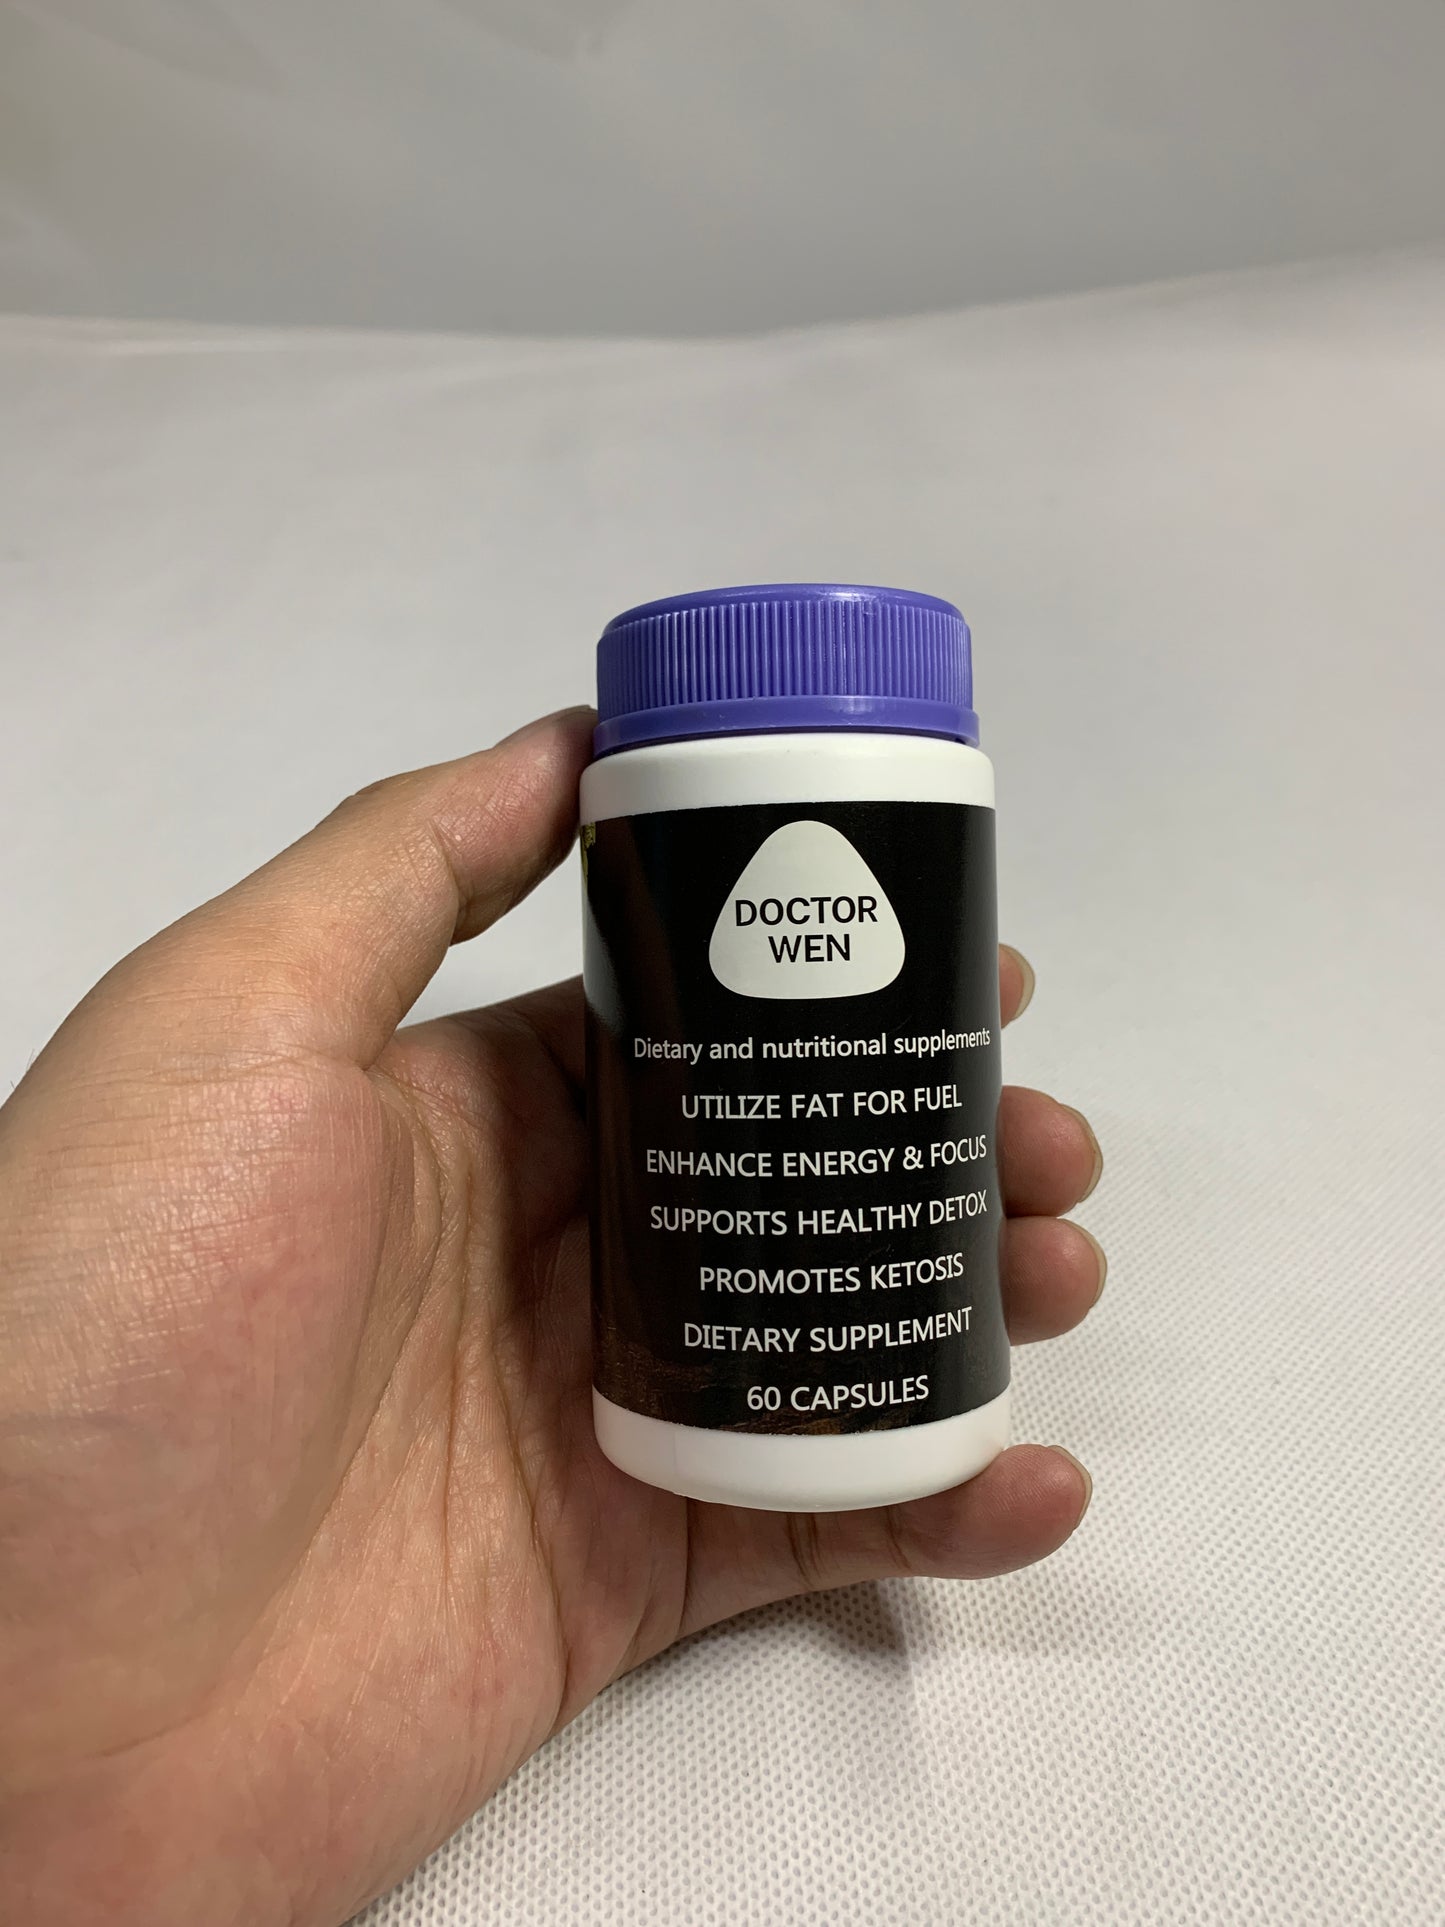 DOCTOR
WEN
Dietary and nutritional supplements
UTILIZE FAT FOR FUEL
ENHANCE ENERGY & FOCUS
SUPPORTS HEALTHY DETOX
PROMOTES KETOSIS
DIETARY SUPPLEMENT
60 CAPSULES